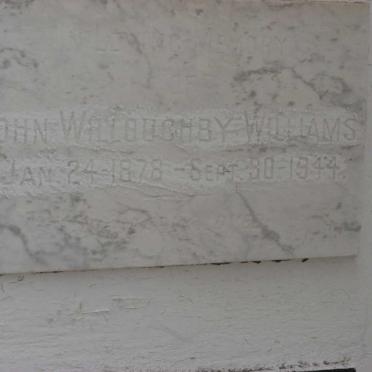 OHN WILLOUGHBY WILLIAMS
JAN. 24 1878 - SEPT. 30. 1944.